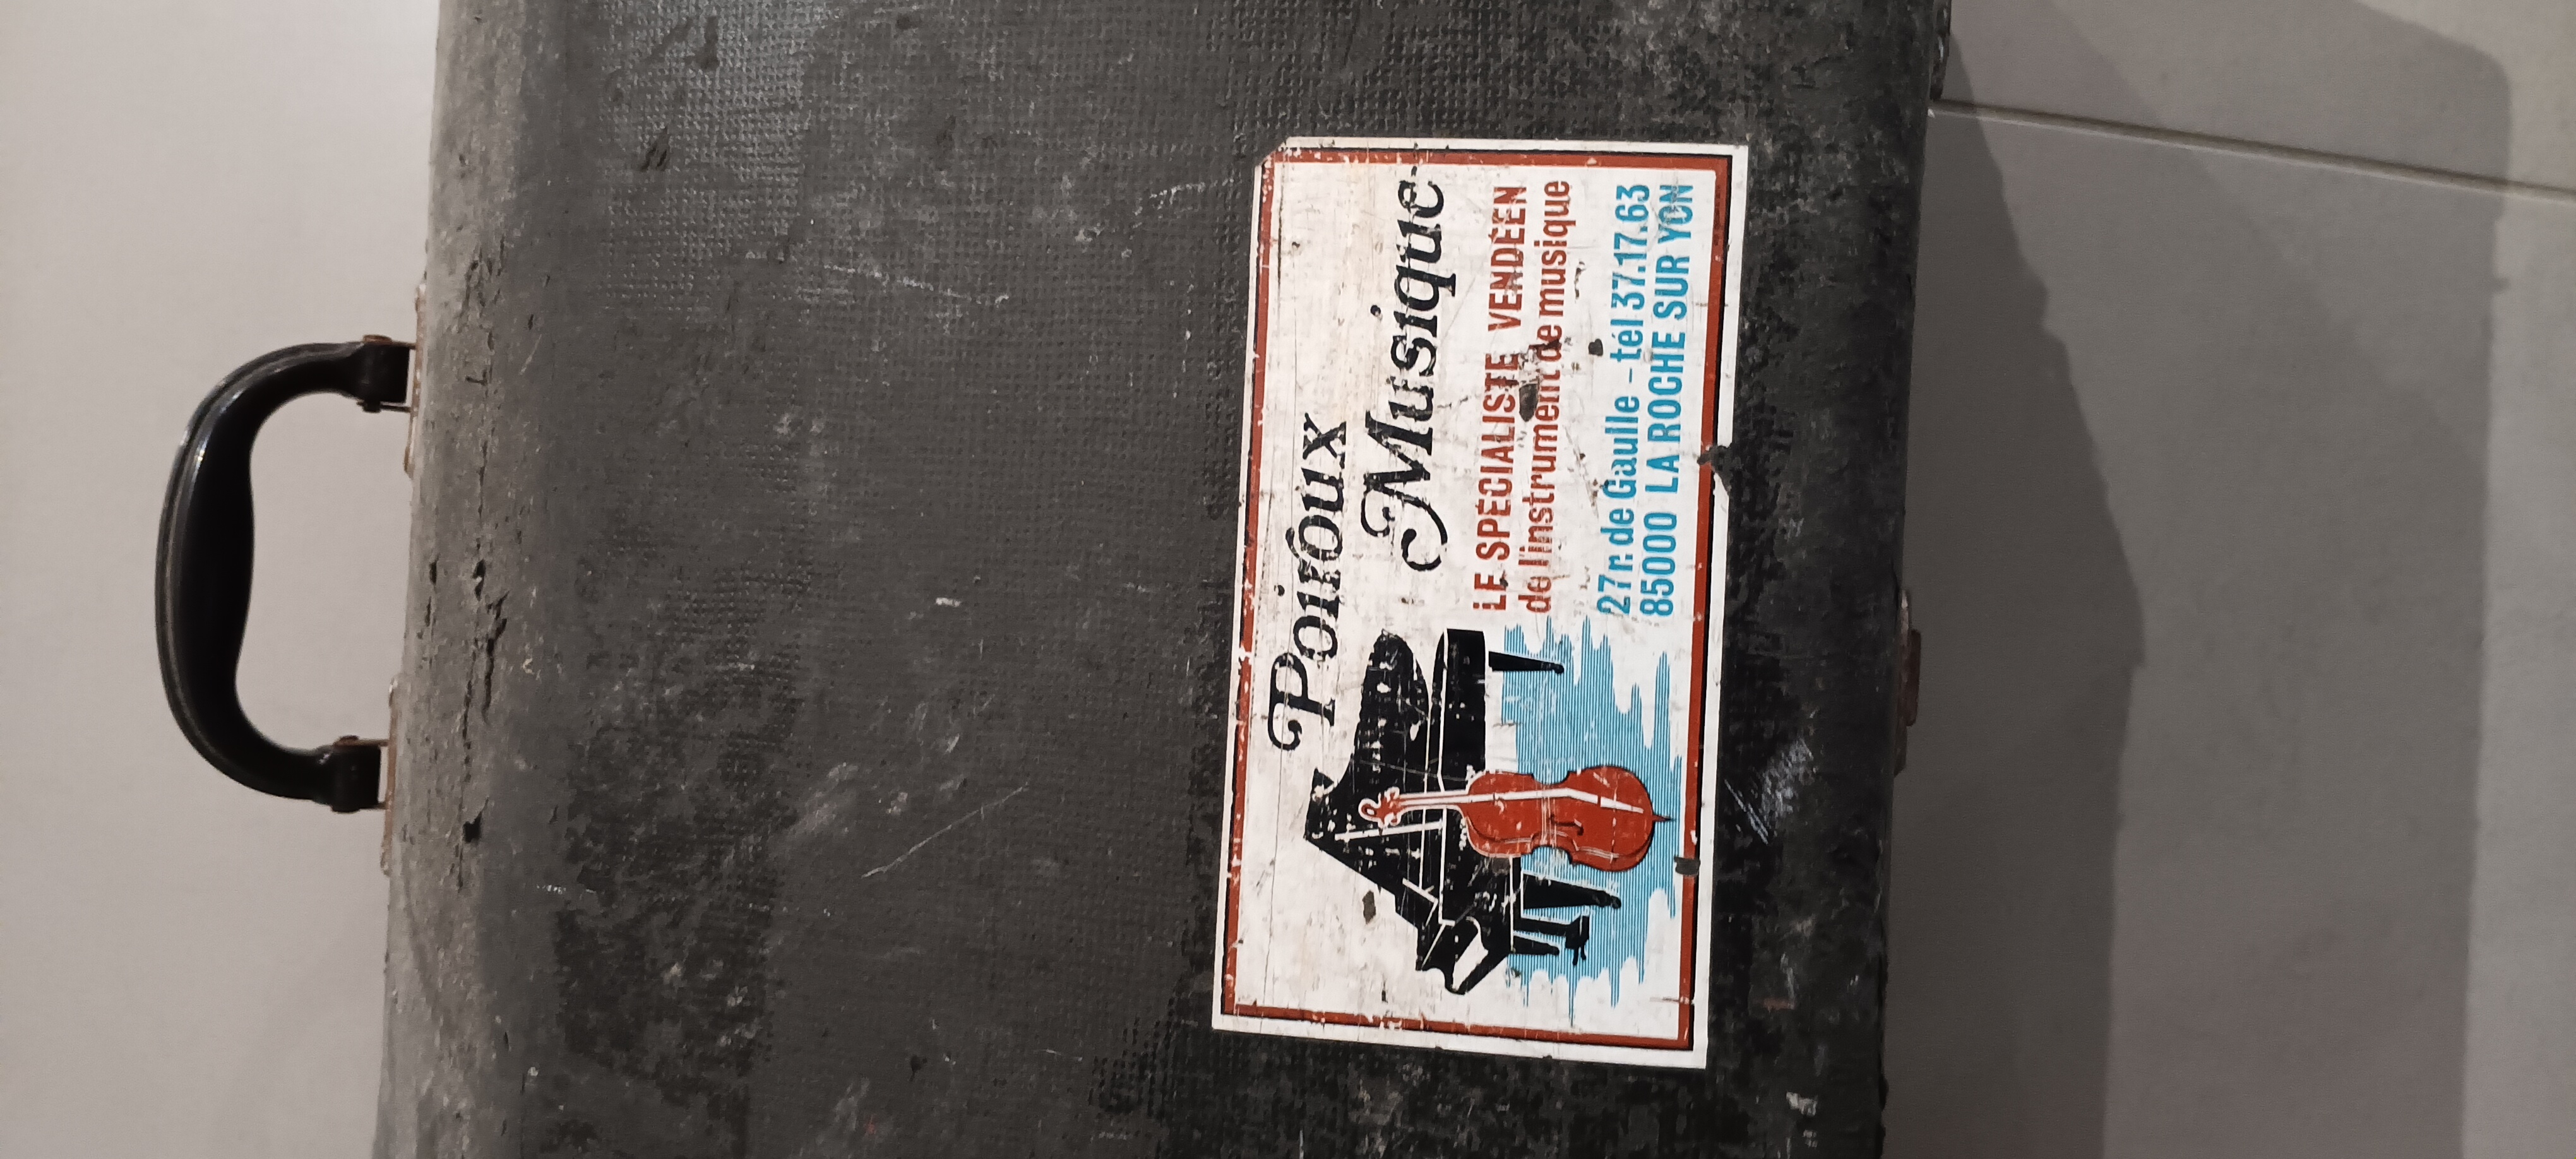 Poiroux
Musique
LE SPÉCIALISTE VENDÉEN
de l'instrument de musique
27 r. de Gaulle - tél 37.17.63
85000 LA ROCHE SUR YON